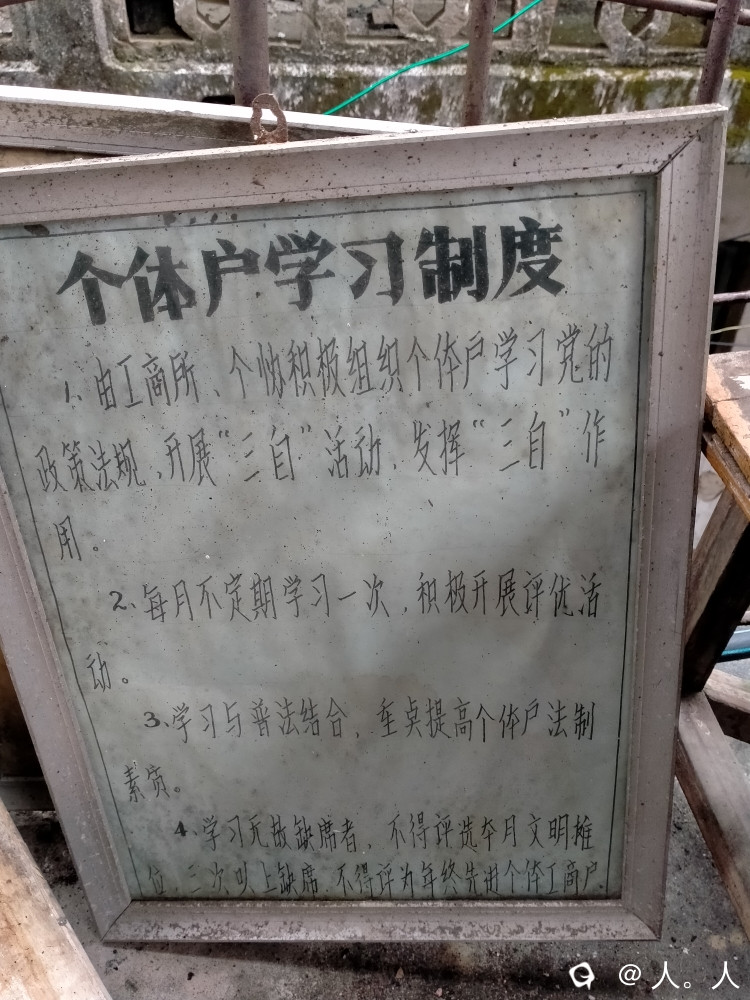 个体户学习制度
1、由工商所、个协积极组织个体户学习党的
政策法规，开展“三自”活动，发挥“三自”作
用。
2、每月不定期学习一次，积极开展评优活
动。
3、学习与普法结合，重点提高个体户法制
素质。
4、学习无故缺席者，不得评选本月文明摊
位，三次以上缺席，不得评为年终先进个体工商户
@人。人